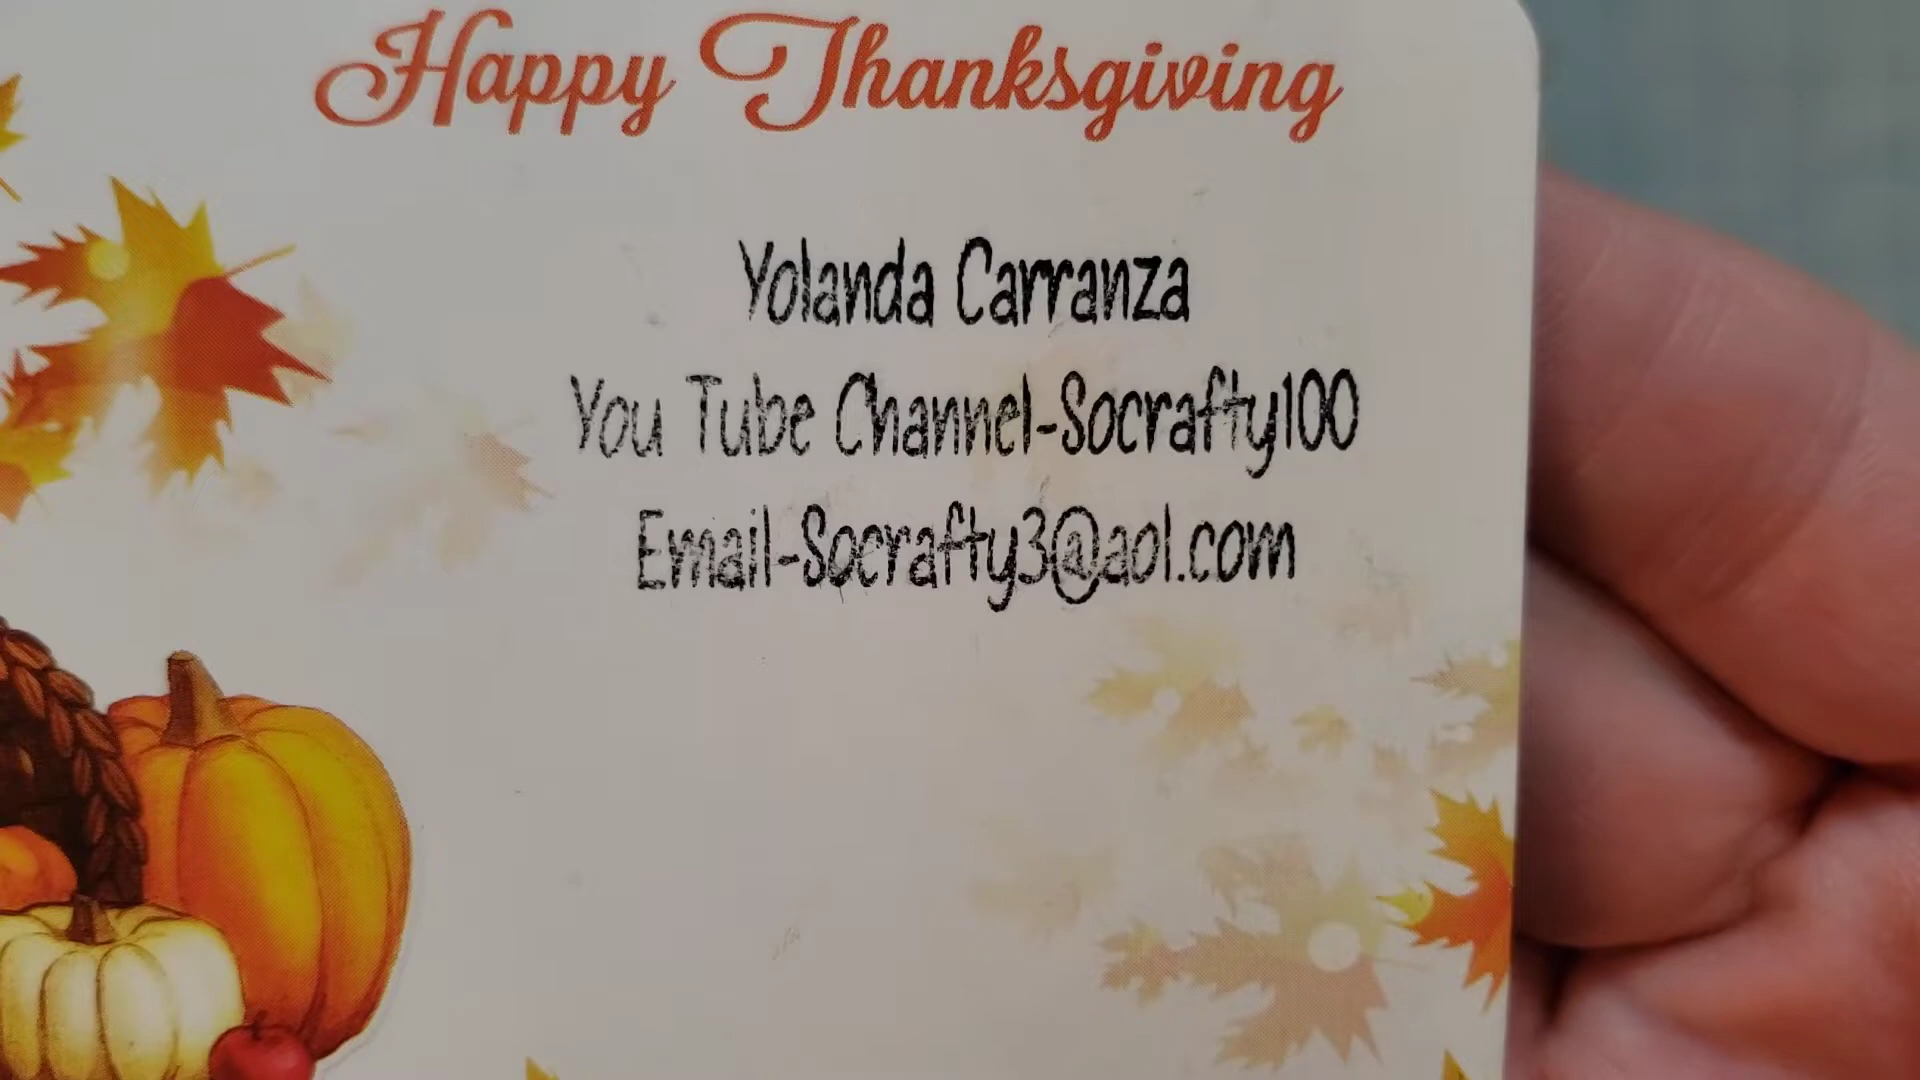 Happy Thanksgiving
Yolanda Carranza
You Tube Channel-Socrafty100
Email-Socrafty3@aol.com